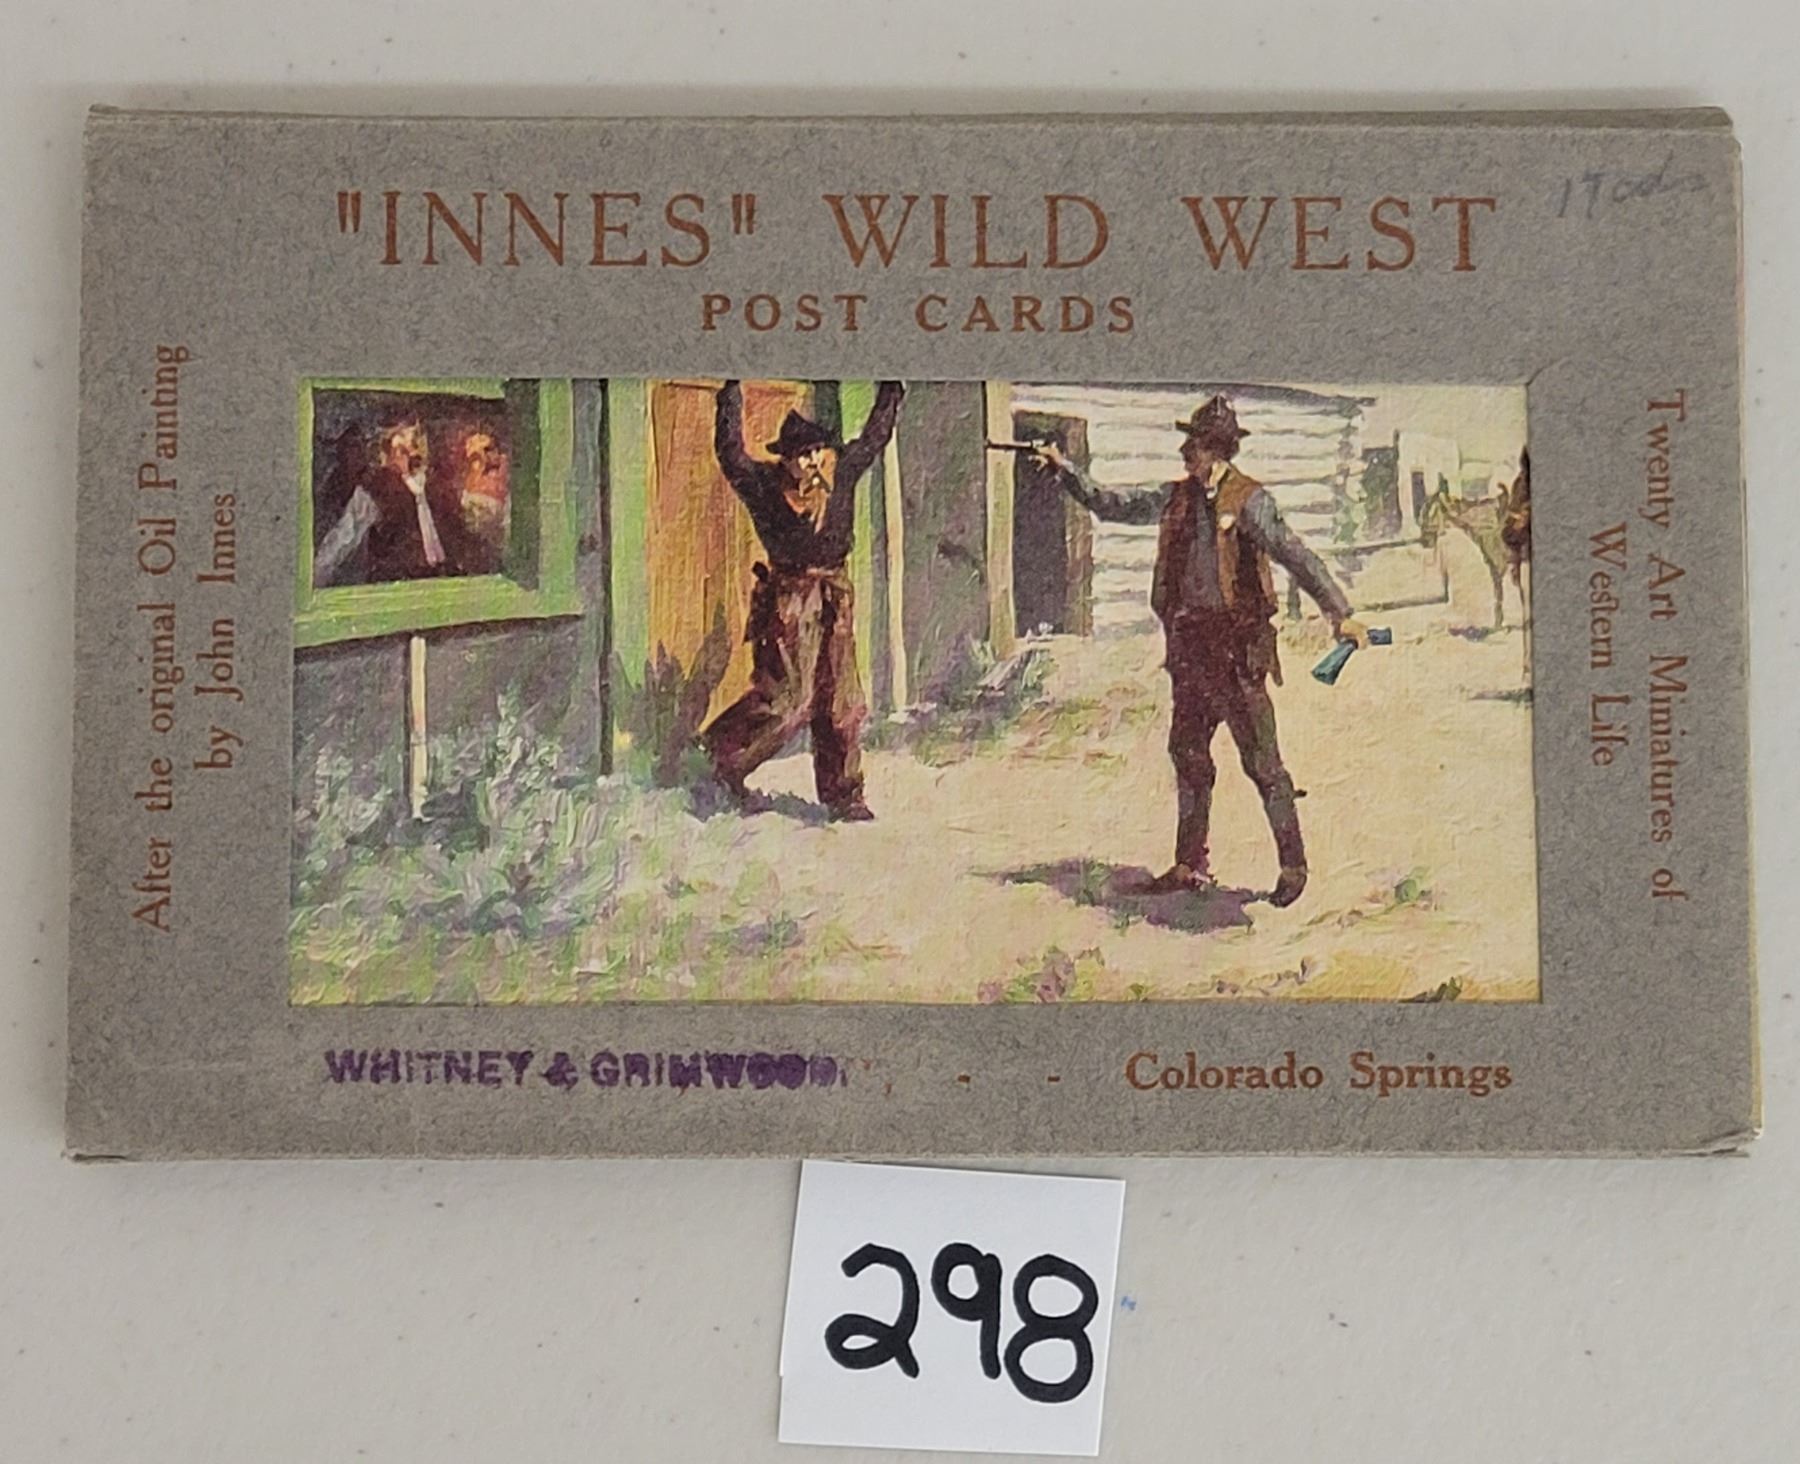 "INNES" WILD WEST
POST CARDS
After the original Oil Painting
by John Innes
Twenty Art Miniatures of
Western Life
WHITNEY & GRIMWOOD, - - Colorado Springs
298